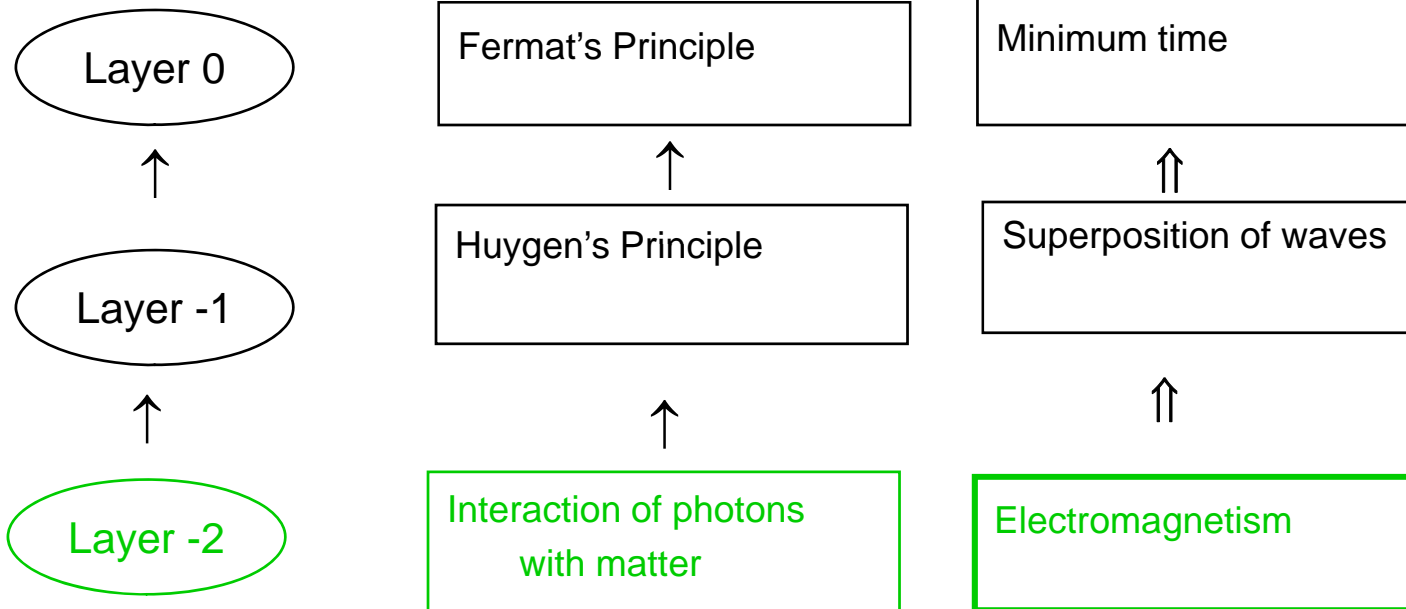 Layer 0
Fermat’s Principle
Minimum time
↑
↑
⇑
Layer -1
Huygen’s Principle
Superposition of waves
↑
↑
⇑
Layer -2
Interaction of photons
with matter
Electromagnetism